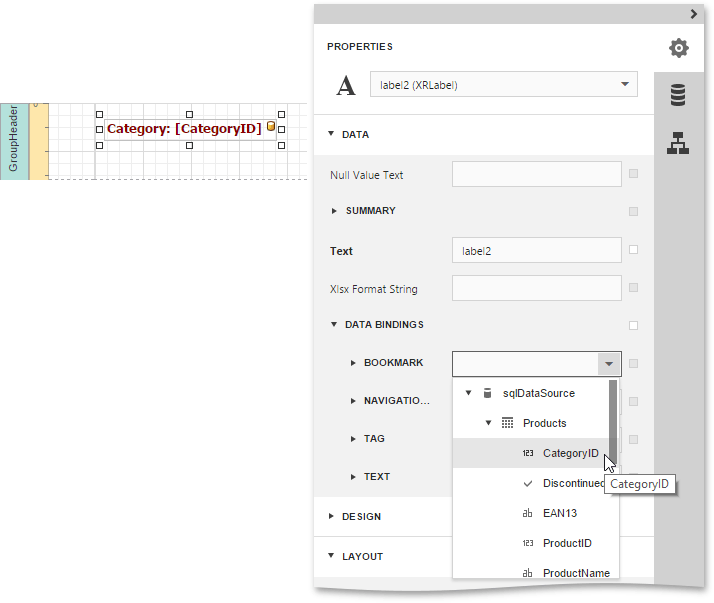 GroupHeader
Category: [CategoryID]
PROPERTIES
A
label2 (XRLabel)
DATA
Null Value Text
SUMMARY
Text
label2
Xlsx Format String
DATA BINDINGS
BOOKMARK
sqlDataSource
NAVIGATIO...
Products
TAG
123 CategoryID
CategoryID
TEXT
Discontinued
DESIGN
ab EAN13
123 ProductID
LAYOUT
ab ProductName